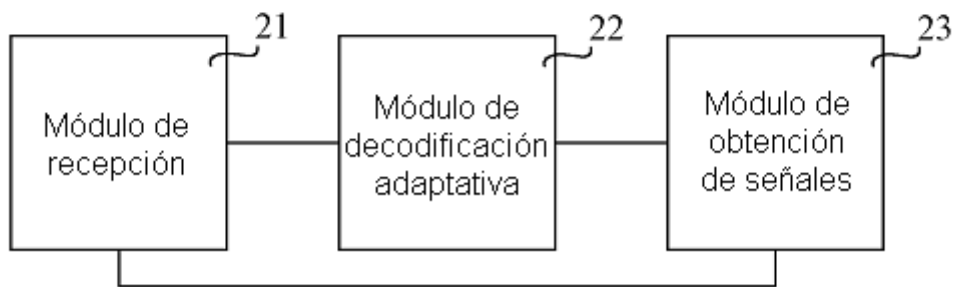 21
22
23
Módulo de
recepción
Módulo de
decodificación
adaptativa
Módulo de
obtención
de señales